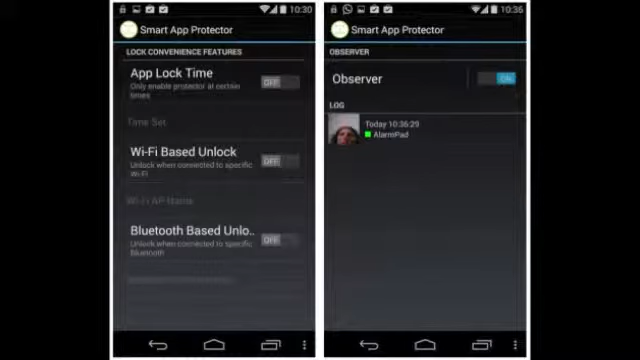 10:30
Smart App Protector
LOCK CONVENIENCE FEATURES
App Lock Time
OFF
Only enable protector at certain
times
Time Set
Wi-Fi Based Unlock
OFF
Unlock when connected to specific
Wi-Fi
Wi-Fi AP Name
Bluetooth Based Unlo..
OFF
Unlock when connected to specific
bluetooth
10:36
Smart App Protector
OBSERVER
Observer
ON
LOG
Today 10:36:29
AlarmPad